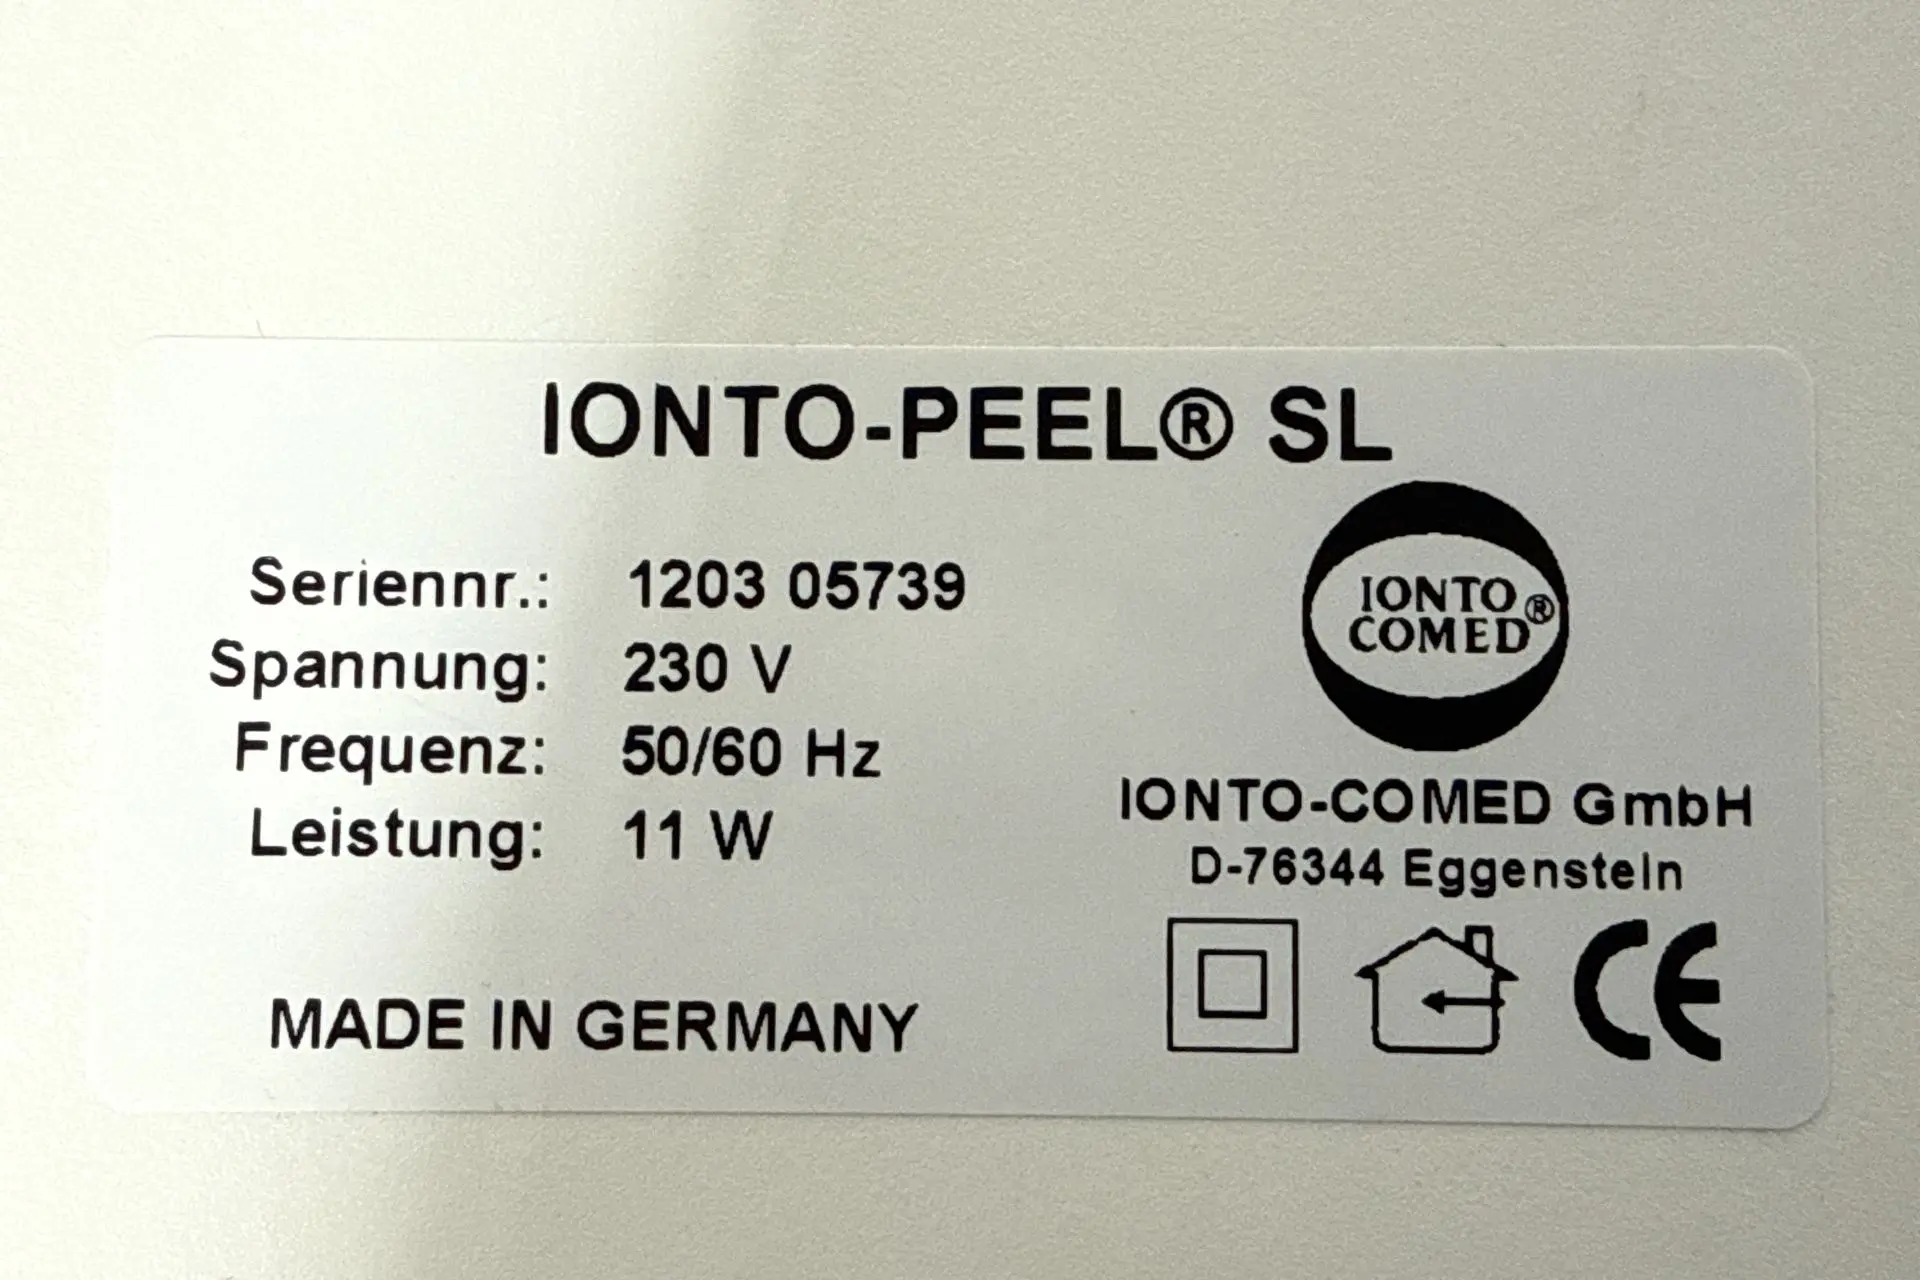 IONTO-PEEL® SL
Seriennr.: 1203 05739
Spannung: 230 V
Frequenz: 50/60 Hz
Leistung: 11 W
MADE IN GERMANY
IONTO
COMED®
IONTO-COMED GmbH
D-76344 Eggenstein
CE